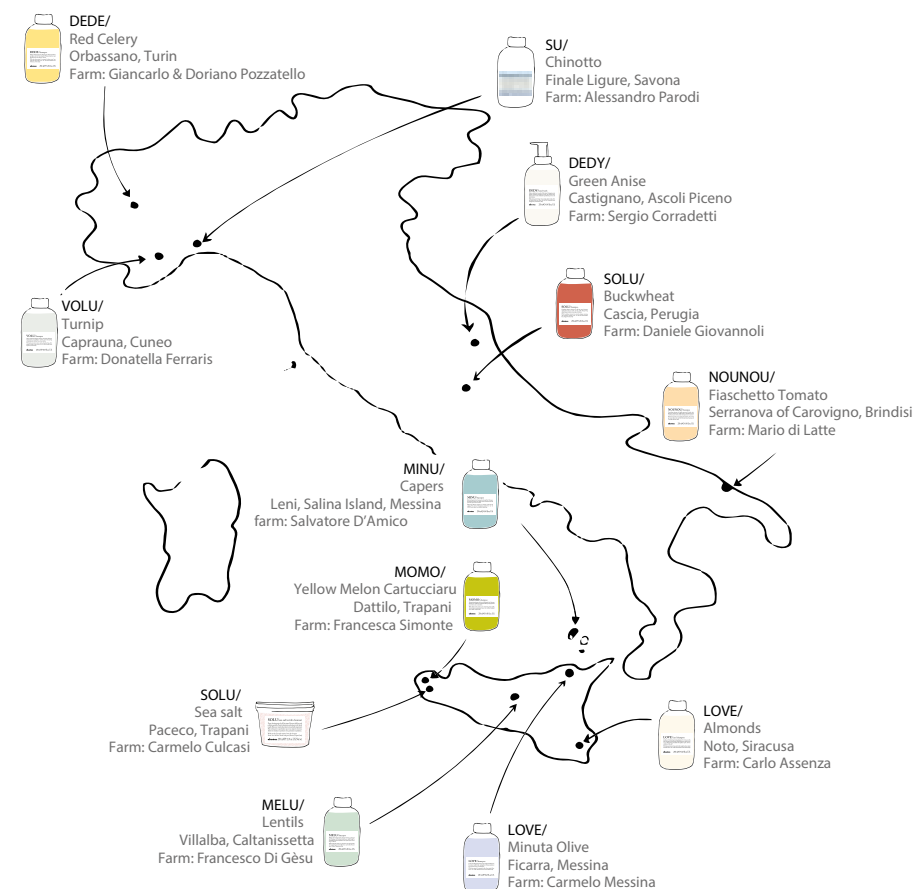 DEDE/
Red Celery
Orbassano, Turin
Farm: Giancarlo & Doriano Pozzatello
SU/
Chinotto
Finale Ligure, Savona
Farm: Alessandro Parodi
DEDY/
Green Anise
Castignano, Ascoli Piceno
Farm: Sergio Corradetti
SOLU/
Buckwheat
Cascia, Perugia
Farm: Daniele Giovannoli
VOLU/
Turnip
Caprauna, Cuneo
Farm: Donatella Ferraris
NOUNOU/
Fiaschetto Tomato
Serranova of Carovigno, Brindisi
Farm: Mario di Latte
MINU/
Capers
Leni, Salina Island, Messina
farm: Salvatore D'Amico
MOMO/
Yellow Melon Cartucciaru
Dattilo, Trapani
Farm: Francesca Simonte
SOLU/
Sea salt
Paceco, Trapani
Farm: Carmelo Culcasi
LOVE/
Almonds
Noto, Siracusa
Farm: Carlo Assenza
MELU/
Lentils
Villalba, Caltanissetta
Farm: Francesco Di Gèsu
LOVE/
Minuta Olive
Ficarra, Messina
Farm: Carmelo Messina